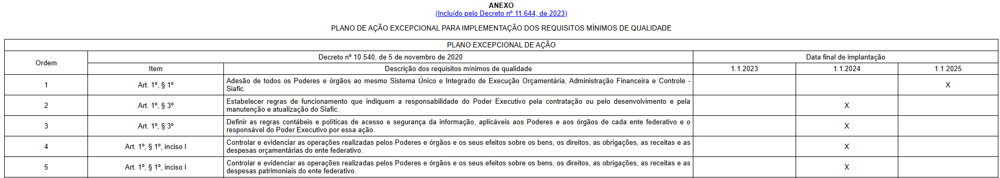 ANEXO
(Incluído pelo Decreto nº 11.644, de 2023)
PLANO DE AÇÃO EXCEPCIONAL PARA IMPLEMENTAÇÃO DOS REQUISITOS MÍNIMOS DE QUALIDADE
PLANO EXCEPCIONAL DE AÇÃO
Ordem
Decreto nº 10.540, de 5 de novembro de 2020
Data final de implantação
Item
Descrição dos requisitos mínimos de qualidade
1.1.2023
1.1.2024
1.1.2025
1
Art. 1º, § 1º
Adesão de todos os Poderes e órgãos ao mesmo Sistema Único e Integrado de Execução Orçamentária, Administração Financeira e Controle -
Siafic.
X
2
Art. 1º, § 3º
Estabelecer regras de funcionamento que indiquem a responsabilidade do Poder Executivo pela contratação ou pelo desenvolvimento e pela
manutenção e atualização do Siafic.
X
3
Art. 1º, § 3º
Definir as regras contábeis e políticas de acesso e segurança da informação, aplicáveis aos Poderes e aos órgãos de cada ente federativo e o
responsável do Poder Executivo por essa ação.
X
4
Art. 1º, § 1º, inciso I
Controlar e evidenciar as operações realizadas pelos Poderes e órgãos e os seus efeitos sobre os bens, os direitos, as obrigações, as receitas e as
despesas orçamentárias do ente federativo.
X
5
Art. 1º, § 1º, inciso I
Controlar e evidenciar as operações realizadas pelos Poderes e órgãos e os seus efeitos sobre os bens, os direitos, as obrigações, as receitas e as
despesas patrimoniais do ente federativo.
X